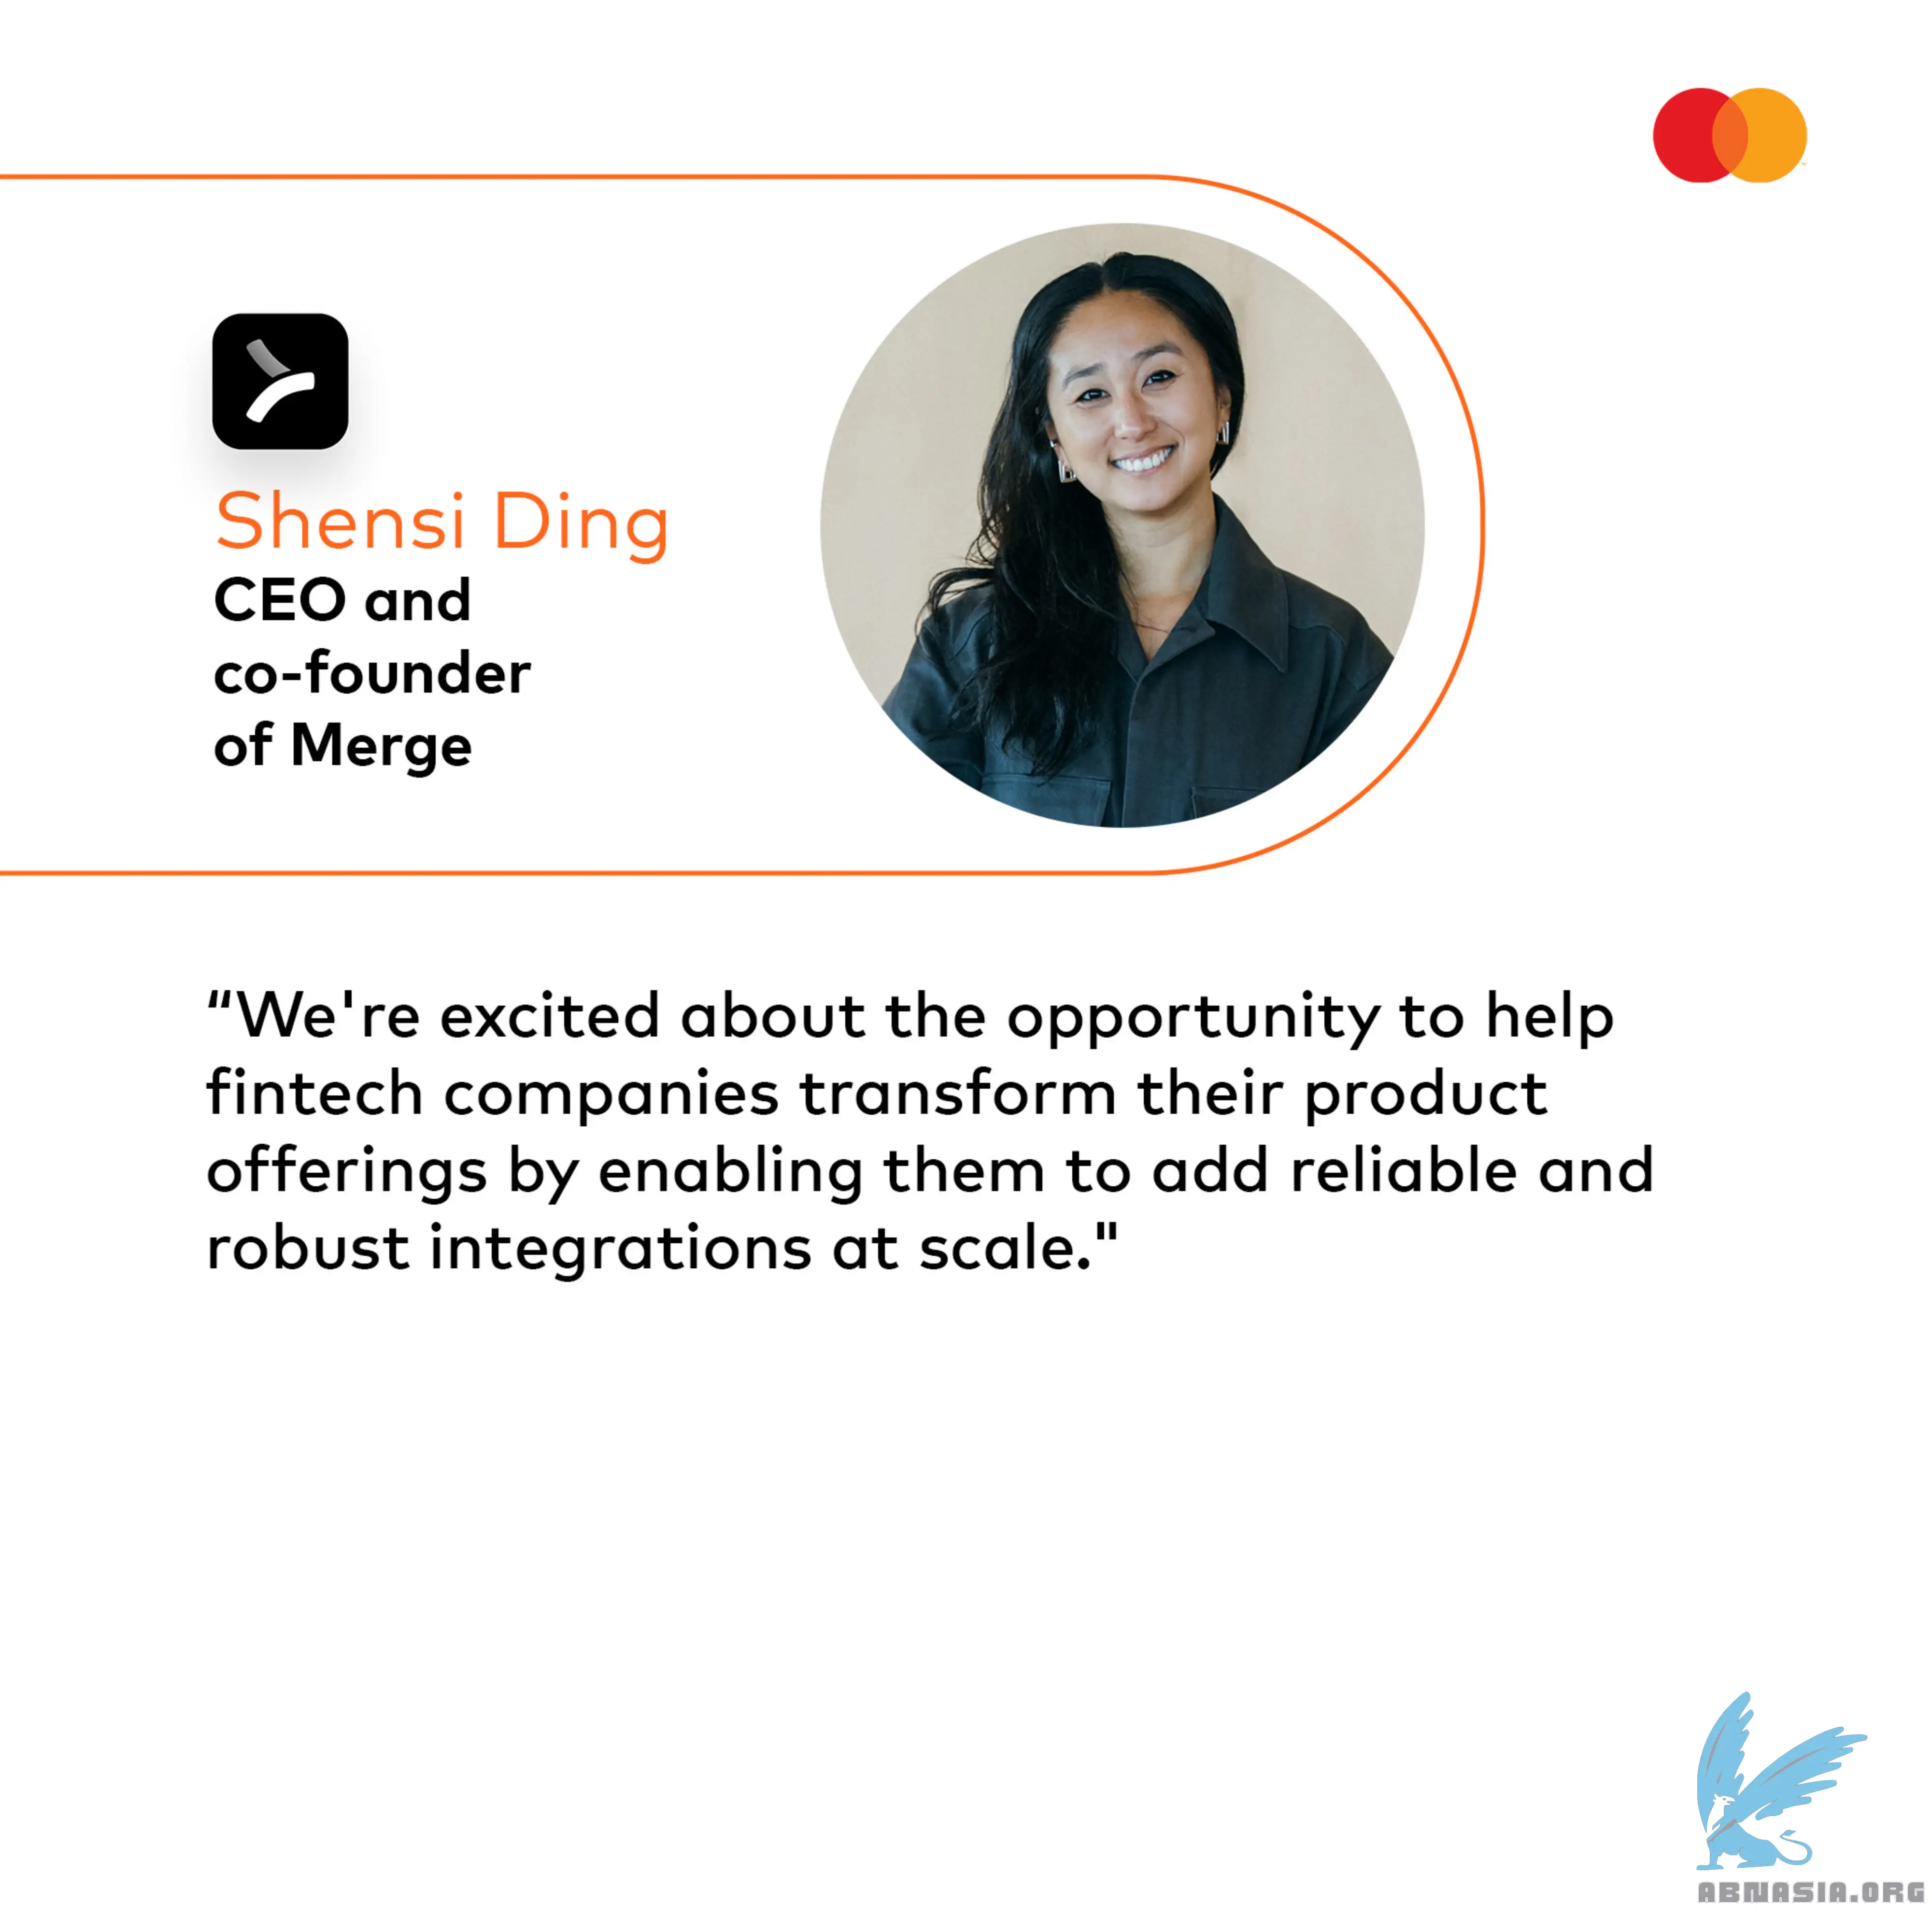 Shensi Ding
CEO and
co-founder
of Merge
“We're excited about the opportunity to help
fintech companies transform their product
offerings by enabling them to add reliable and
robust integrations at scale."
ABNASIA.ORG